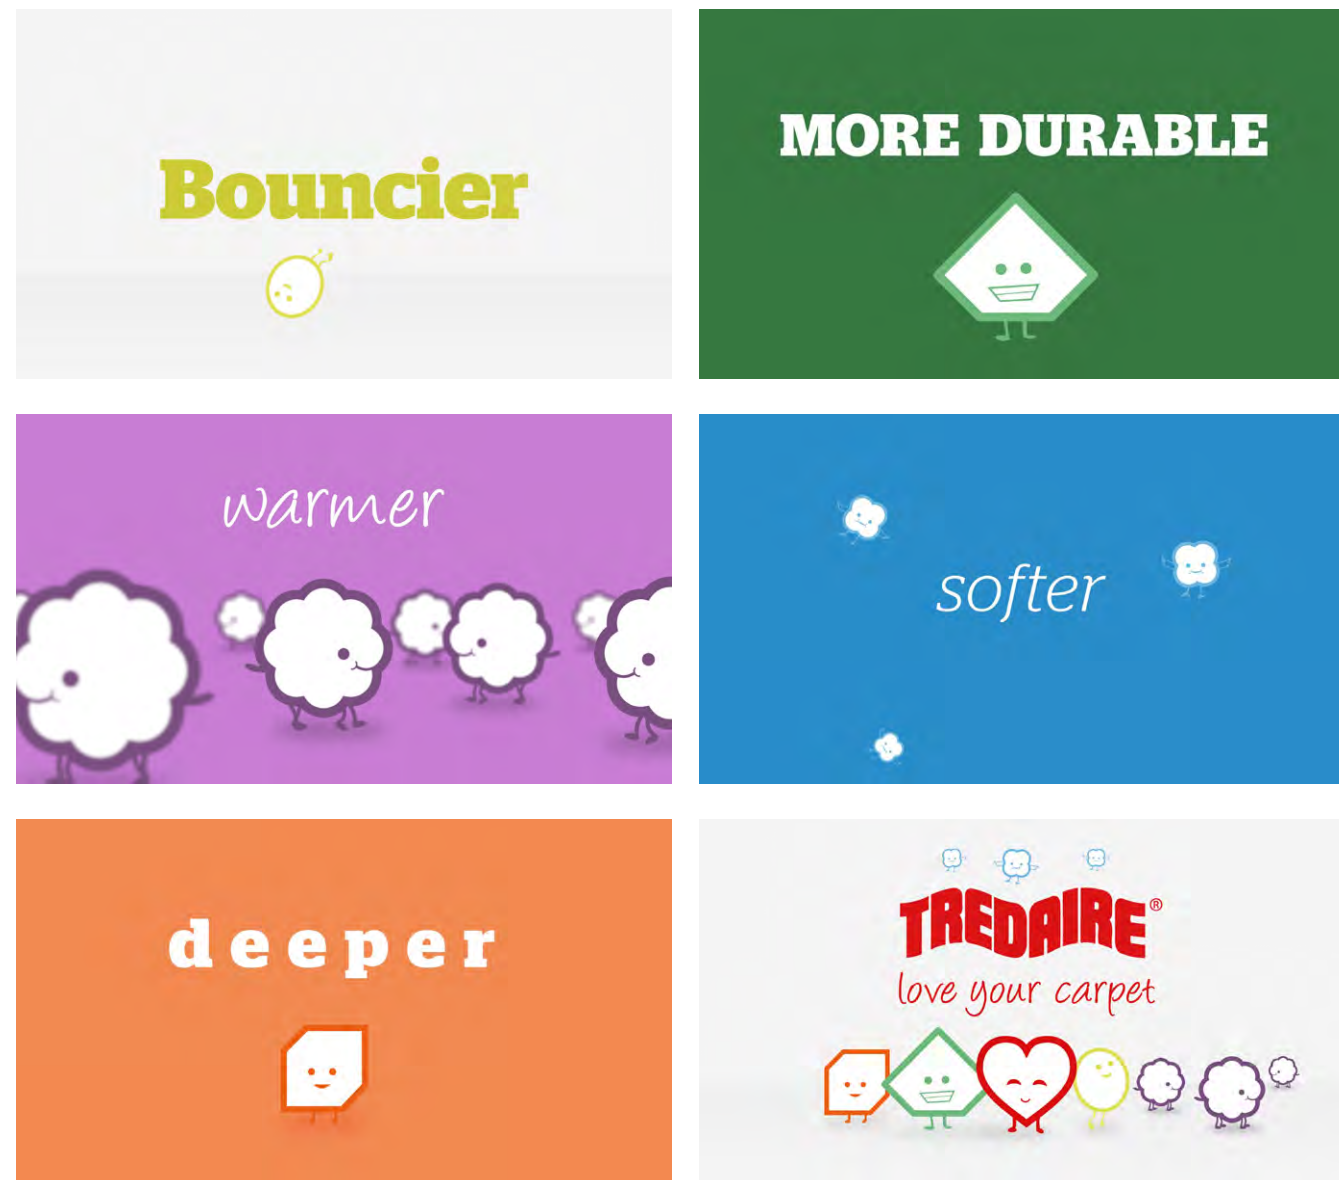 Bouncier
MORE DURABLE
warmer
softer
deeper
TREDAIRE®
love your carpet